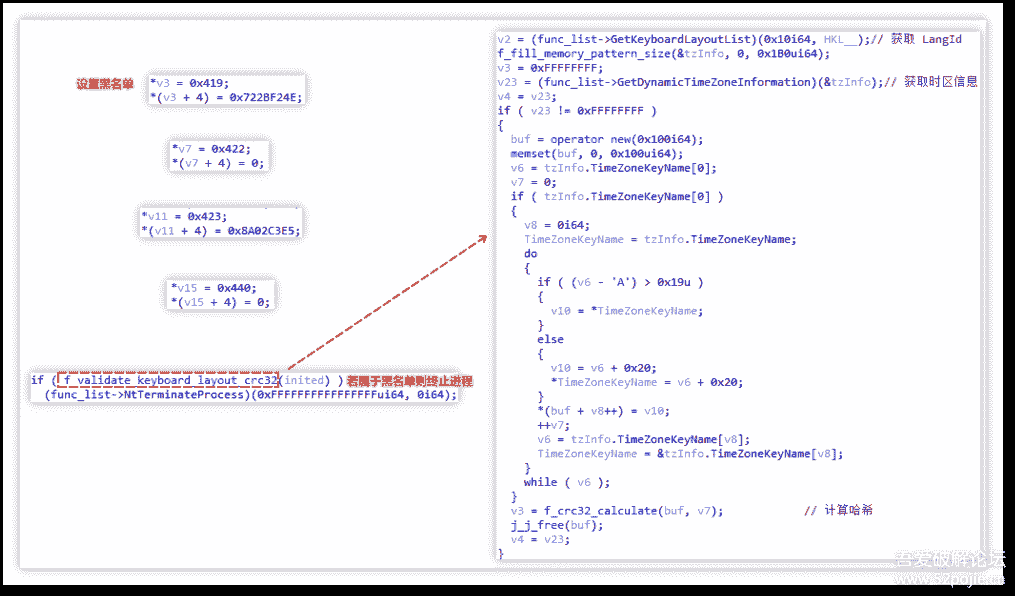 设置黑名单
*v3 = 0x419;
*(v3 + 4) = 0x722BF24E;
*v7 = 0x422;
*(v7 + 4) = 0;
*v11 = 0x423;
*(v11 + 4) = 0x8A02C3E5;
*v15 = 0x440;
*(v15 + 4) = 0;
if ( f_validate_keyboard_layout_crc32(inited) ) 若属于黑名单则终止进程
(func_list->NtTerminateProcess)(0xFFFFFFFFFFFFFFFFui64, 0i64);
v2 = (func_list->GetKeyboardLayoutList)(0x10i64, HKL__);// 获取 LangId
f_fill_memory_pattern_size(&tzInfo, 0, 0x1B0ui64);
v3 = 0xFFFFFFFF;
v23 = (func_list->GetDynamicTimeZoneInformation)(&tzInfo);// 获取时区信息
v4 = v23;
if ( v23 != 0xFFFFFFFF )
{
buf = operator new(0x100i64);
memset(buf, 0, 0x100ui64);
v6 = tzInfo.TimeZoneKeyName[0];
v7 = 0;
if ( tzInfo.TimeZoneKeyName[0] )
{
v8 = 0i64;
TimeZoneKeyName = tzInfo.TimeZoneKeyName;
do
{
if ( (v6 - 'A') > 0x19u )
{
v10 = *TimeZoneKeyName;
}
else
{
v10 = v6 + 0x20;
*TimeZoneKeyName = v6 + 0x20;
}
*(buf + v8++) = v10;
++v7;
v6 = tzInfo.TimeZoneKeyName[v8];
TimeZoneKeyName = &tzInfo.TimeZoneKeyName[v8];
}
while ( v6 );
}
v3 = f_crc32_calculate(buf, v7); // 计算哈希
j_j_free(buf);
v4 = v23;
}
吾爱破解论坛
www.52pojie.cn